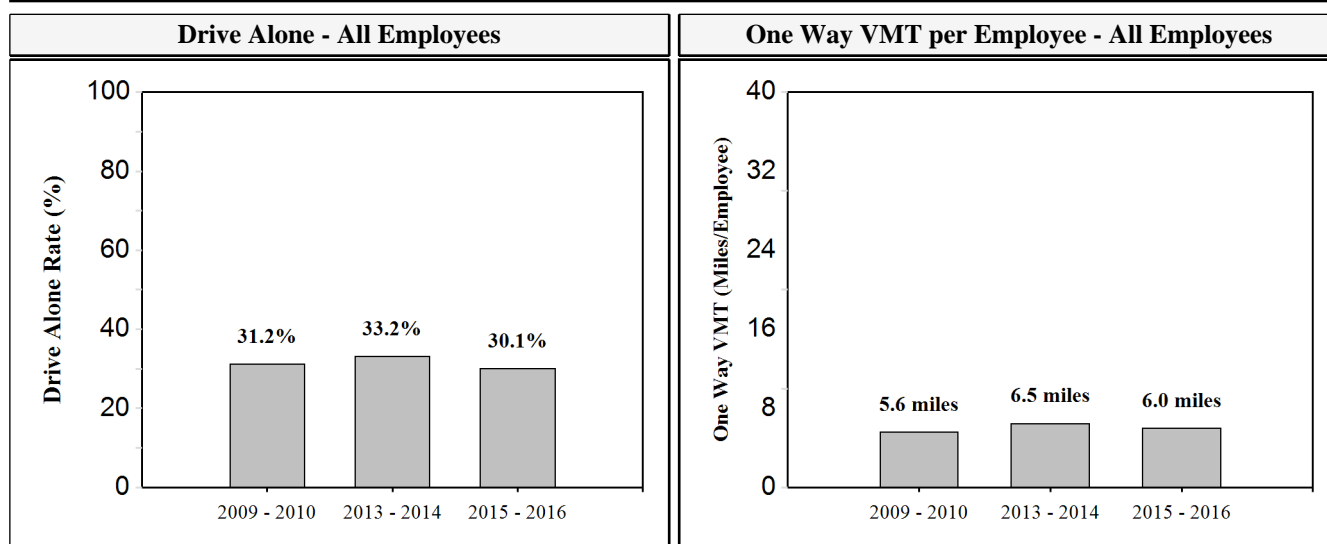 Drive Alone - All Employees
One Way VMT per Employee - All Employees
Drive Alone Rate (%)
100
80
60
40
20
0
31.2%
33.2%
30.1%
2009 - 2010
2013 - 2014
2015 - 2016
One Way VMT (Miles/Employee)
40
32
24
16
8
0
5.6 miles
6.5 miles
6.0 miles
2009 - 2010
2013 - 2014
2015 - 2016